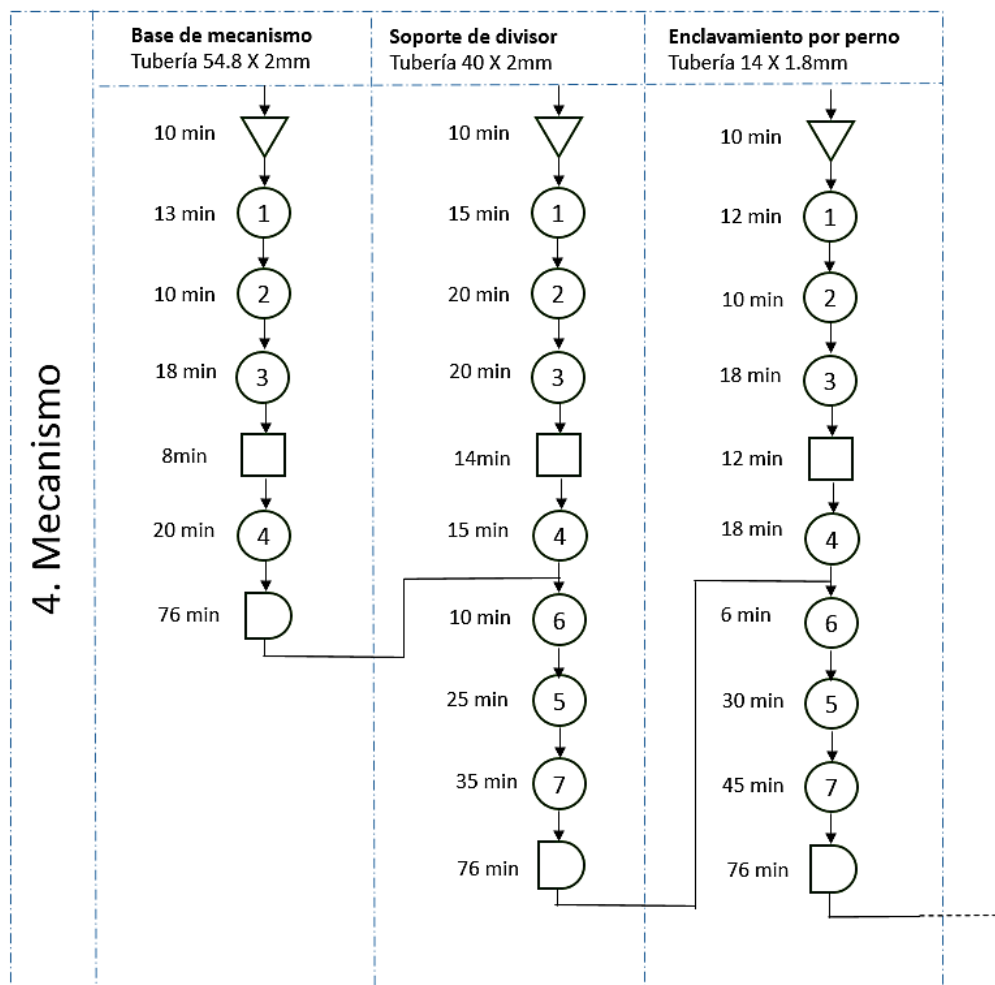 4. Mecanismo
Base de mecanismo
Tubería 54.8 X 2mm
10 min
13 min
1
10 min
2
18 min
3
8min
20 min
4
76 min
Soporte de divisor
Tubería 40 X 2mm
10 min
15 min
1
20 min
2
20 min
3
14min
15 min
4
10 min
6
25 min
5
35 min
7
76 min
Enclavamiento por perno
Tubería 14 X 1.8mm
10 min
12 min
1
10 min
2
18 min
3
12 min
18 min
4
6 min
6
30 min
5
45 min
7
76 min